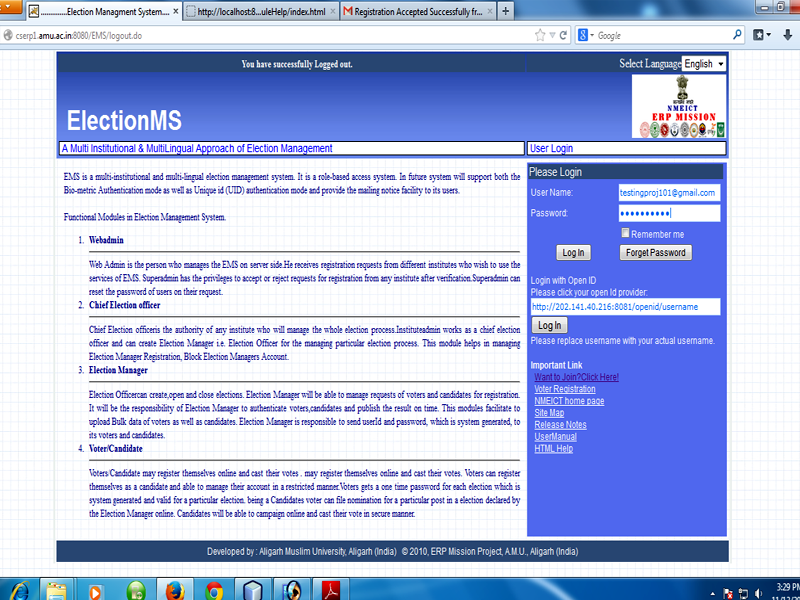 .............Election Managment System....
http://localhost:8...uleHelp/index.html
Registration Accepted Successfully fr...
cserp1.amu.ac.in:8080/EMS/logout.do
Google
You have successfully Logged out.
Select Language English
ElectionMS
NMEICT
ERP MISSION
A Multi Institutional & MultiLingual Approach of Election Management
User Login
EMS is a multi-institutional and multi-lingual election management system. It is a role-based access system. In future system will support both the
Bio-metric Authentication mode as well as Unique id (UID) authentication mode and provide the mailing notice facility to its users.
Functional Modules in Election Management System.
1. Webadmin
Web Admin is the person who manages the EMS on server side.He receives registration requests from different institutes who wish to use the
services of EMS. Superadmin has the privileges to accept or reject requests for registration from any institute after verification.Superadmin can
reset the password of users on their request.
2. Chief Election officer
Chief Election officeris the authority of any institute who will manage the whole election process.Instituteadmin works as a chief election
officer and can create Election Manager i.e. Election Officer for the managing particular election process. This module helps in managing
Election Manager Registration, Block Election Managers Account.
3. Election Manager
Election Officercan create,open and close elections. Election Manager will be able to manage requests of voters and candidates for registration.
It will be the responsibility of Election Manager to authenticate voters,candidates and publish the result on time. This modules facilitate to
upload Bulk data of voters as well as candidates. Election Manager is responsible to send userId and password, which is system generated, to
its voters and candidates.
4. Voter/Candidate
Voters/Candidate may register themselves online and cast their votes . may register themselves online and cast their votes. Voters can register
themselves as a candidate and able to manage their account in a restricted manner.Voters gets a one time password for each election which is
system generated and valid for a particular election. being a Candidates voter can file nomination for a particular post in a election declared by
the Election Manager online. Candidates will be able to campaign online and cast their vote in secure manner.
Please Login
User Name: testingproj101@gmail.com
Password:
Remember me
Log In Forget Password
Login with Open ID
Please click your open Id provider:
http://202.141.40.216:8081/openid/username
Log In
Please replace username with your actual username.
Important Link
Want to Join?Click Here!
Voter Registration
NMEICT home page
Site Map
Release Notes
UserManual
HTML Help
Developed by : Aligarh Muslim University, Aligarh (India) © 2010, ERP Mission Project, A.M.U., Aligarh (India)
3:29 PM